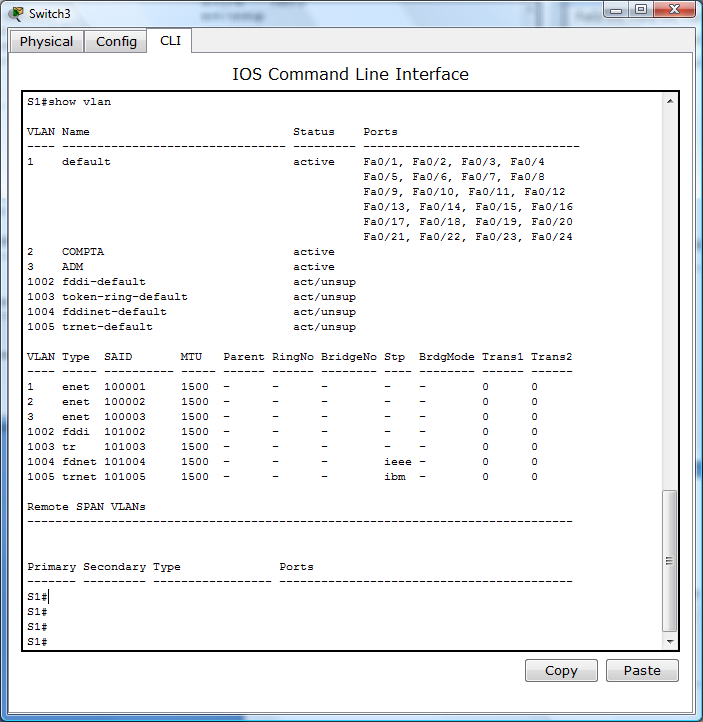 Switch3
Physical Config CLI
IOS Command Line Interface
S1#show vlan
VLAN Name                             Status    Ports
---- -------------------------------- --------- -------------------------------
1    default                          active    Fa0/1, Fa0/2, Fa0/3, Fa0/4
                                                Fa0/5, Fa0/6, Fa0/7, Fa0/8
                                                Fa0/9, Fa0/10, Fa0/11, Fa0/12
                                                Fa0/13, Fa0/14, Fa0/15, Fa0/16
                                                Fa0/17, Fa0/18, Fa0/19, Fa0/20
                                                Fa0/21, Fa0/22, Fa0/23, Fa0/24
2    COMPTA                           active
3    ADM                              active
1002 fddi-default                     act/unsup
1003 token-ring-default               act/unsup
1004 fddinet-default                  act/unsup
1005 trnet-default                    act/unsup
VLAN Type  SAID       MTU   Parent RingNo BridgeNo Stp  BrdgMode Trans1 Trans2
---- ----- ---------- ----- ------ ------ -------- ---- -------- ------ ------
1    enet  100001     1500  -      -      -        -    -        0      0
2    enet  100002     1500  -      -      -        -    -        0      0
3    enet  100003     1500  -      -      -        -    -        0      0
1002 fddi  101002     1500  -      -      -        -    -        0      0
1003 tr    101003     1500  -      -      -        -    -        0      0
1004 fdnet 101004     1500  -      -      -        ieee -        0      0
1005 trnet 101005     1500  -      -      -        ibm  -        0      0
Remote SPAN VLANs
------------------------------------------------------------------------------
Primary Secondary Type              Ports
------- --------- ----------------- ------------------------------------------
S1#
S1#
S1#
S1#
Copy Paste